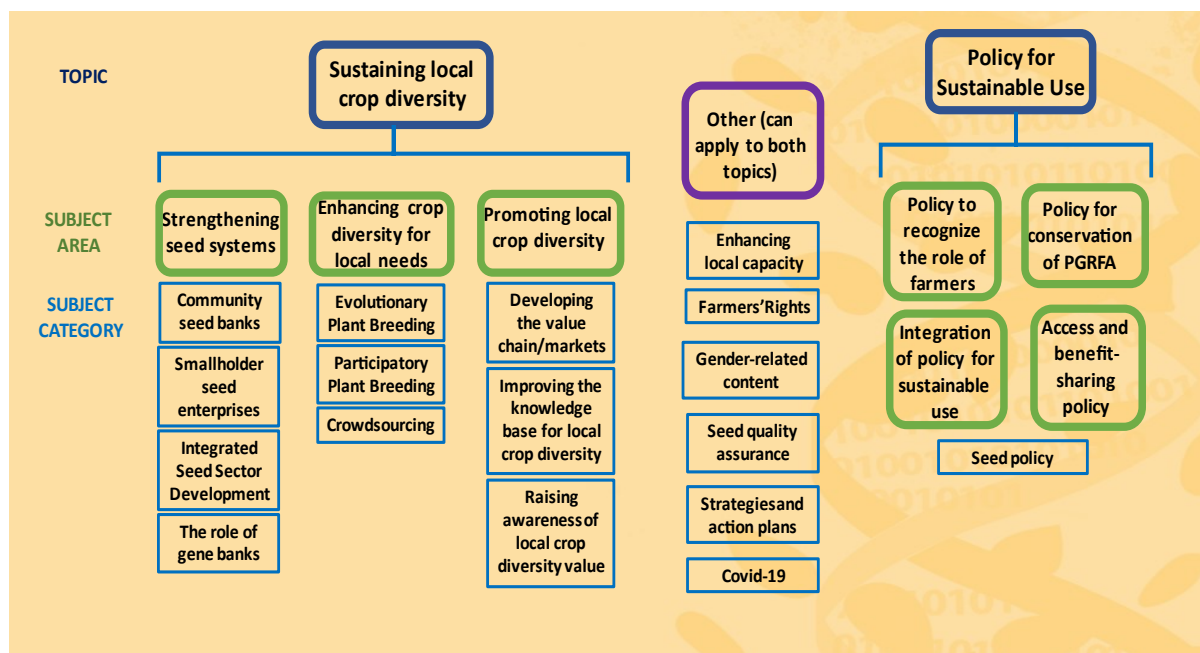 TOPIC
Sustaining local
crop diversity
Other (can
apply to both
topics)
Policy for
Sustainable Use
SUBJECT
AREA
Strengthening
seed systems
Enhancing crop
diversity for
local needs
Promoting local
crop diversity
Policy to
recognize
the role of
farmers
Policy for
conservation
of PGRFA
Integration
of policy for
sustainable
use
Access and
benefit-
sharing
policy
SUBJECT
CATEGORY
Community
seed banks
Smallholder
seed
enterprises
Integrated
Seed Sector
Development
The role of
gene banks
Evolutionary
Plant Breeding
Participatory
Plant Breeding
Crowdsourcing
Developing
the value
chain/markets
Improving the
knowledge
base for local
crop diversity
Raising
awareness of
local crop
diversity value
Enhancing
local capacity
Farmers'Rights
Gender-related
content
Seed quality
assurance
Strategies and
action plans
Covid-19
Seed policy